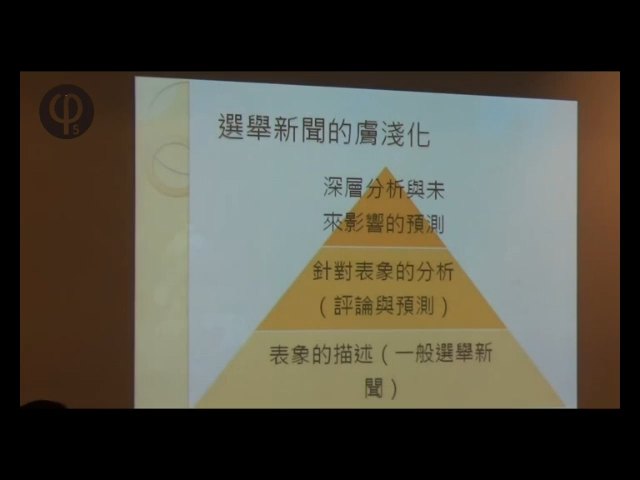 φ5
選舉新聞的膚淺化
深層分析與未
來影響的預測
針對表象的分析
（評論與預測）
表象的描述（一般選舉新
聞）